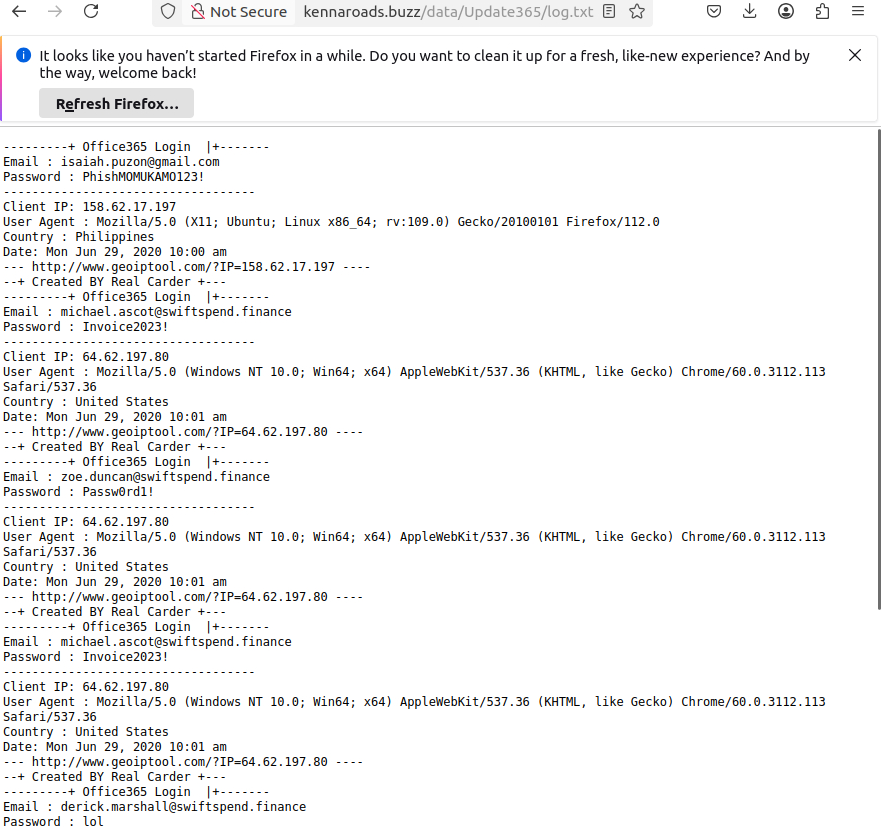 Not Secure kennaroads.buzz/data/Update365/log.txt
It looks like you haven’t started Firefox in a while. Do you want to clean it up for a fresh, like-new experience? And by
the way, welcome back!
Refresh Firefox…
---------+ Office365 Login  |+-------
Email : isaiah.puzon@gmail.com
Password : PhishMOMUKAMO123!
-----------------------------------
Client IP: 158.62.17.197
User Agent : Mozilla/5.0 (X11; Ubuntu; Linux x86_64; rv:109.0) Gecko/20100101 Firefox/112.0
Country : Philippines
Date: Mon Jun 29, 2020 10:00 am
--- http://www.geoiptool.com/?IP=158.62.17.197 ----
--+ Created BY Real Carder +---
---------+ Office365 Login  |+-------
Email : michael.ascot@swiftspend.finance
Password : Invoice2023!
-----------------------------------
Client IP: 64.62.197.80
User Agent : Mozilla/5.0 (Windows NT 10.0; Win64; x64) AppleWebKit/537.36 (KHTML, like Gecko) Chrome/60.0.3112.113
Safari/537.36
Country : United States
Date: Mon Jun 29, 2020 10:01 am
--- http://www.geoiptool.com/?IP=64.62.197.80 ----
--+ Created BY Real Carder +---
---------+ Office365 Login  |+-------
Email : zoe.duncan@swiftspend.finance
Password : Passw0rd1!
-----------------------------------
Client IP: 64.62.197.80
User Agent : Mozilla/5.0 (Windows NT 10.0; Win64; x64) AppleWebKit/537.36 (KHTML, like Gecko) Chrome/60.0.3112.113
Safari/537.36
Country : United States
Date: Mon Jun 29, 2020 10:01 am
--- http://www.geoiptool.com/?IP=64.62.197.80 ----
--+ Created BY Real Carder +---
---------+ Office365 Login  |+-------
Email : michael.ascot@swiftspend.finance
Password : Invoice2023!
-----------------------------------
Client IP: 64.62.197.80
User Agent : Mozilla/5.0 (Windows NT 10.0; Win64; x64) AppleWebKit/537.36 (KHTML, like Gecko) Chrome/60.0.3112.113
Safari/537.36
Country : United States
Date: Mon Jun 29, 2020 10:01 am
--- http://www.geoiptool.com/?IP=64.62.197.80 ----
--+ Created BY Real Carder +---
---------+ Office365 Login  |+-------
Email : derick.marshall@swiftspend.finance
Password : lol